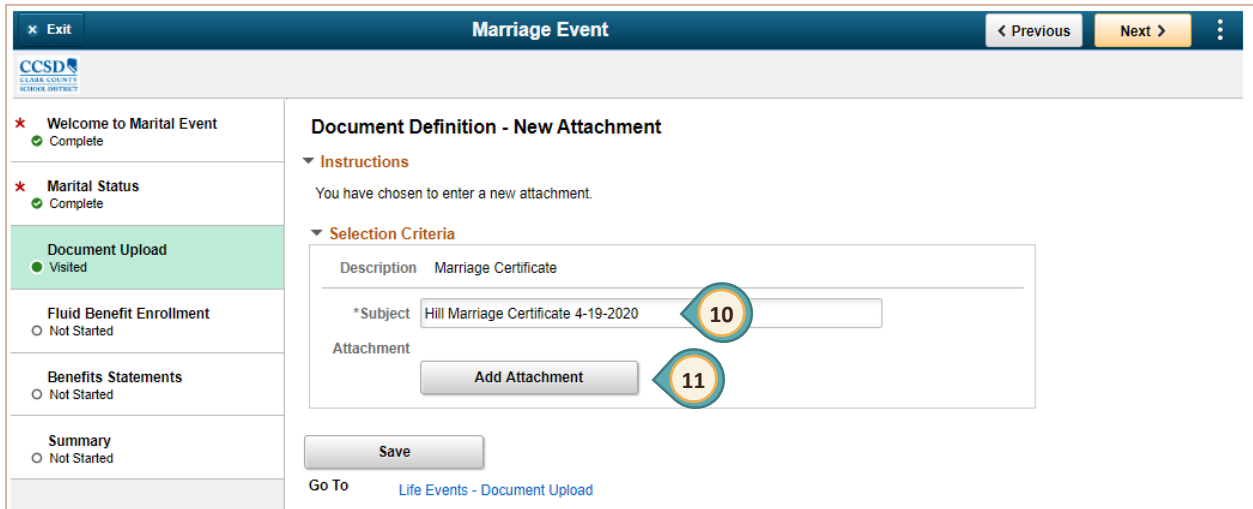 × Exit
Marriage Event
< Previous
Next >
CCSD
CLARK COUNTY
SCHOOL DISTRICT
* Welcome to Marital Event
Complete
* Marital Status
Complete
Document Upload
Visited
Fluid Benefit Enrollment
Not Started
Benefits Statements
Not Started
Summary
Not Started
Document Definition - New Attachment
Instructions
You have chosen to enter a new attachment.
Selection Criteria
Description Marriage Certificate
*Subject Hill Marriage Certificate 4-19-2020 10
Attachment
Add Attachment 11
Save
Go To Life Events - Document Upload